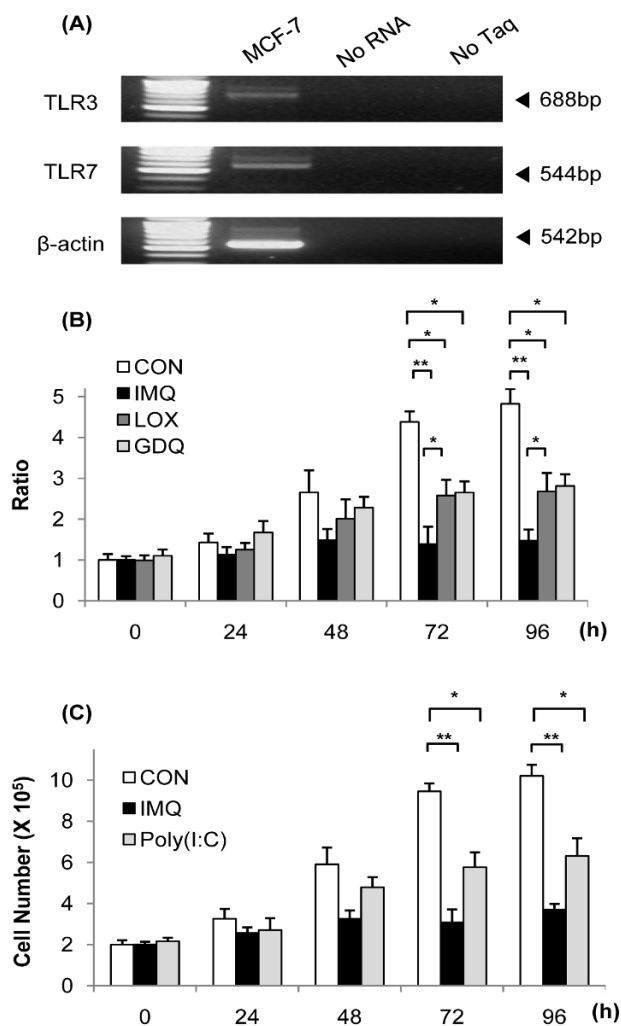 (A)
MCF-7 No RNA No Taq
TLR3 ◄ 688bp
TLR7 ◄ 544bp
β-actin ◄ 542bp
(B)
* *
* *
** **
* *
CON
IMQ
LOX
GDQ
Ratio
5
4
3
2
1
0
0 24 48 72 96 (h)
(C)
* *
** **
CON
IMQ
Poly(I:C)
Cell Number (X 10⁵)
10
8
6
4
2
0
0 24 48 72 96 (h)